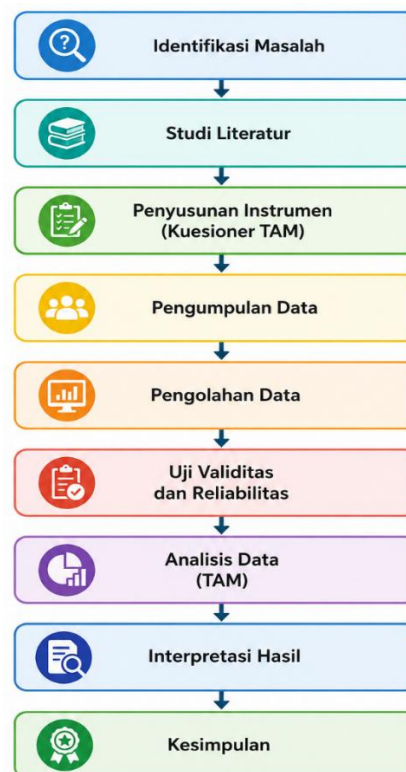 Identifikasi Masalah
Studi Literatur
Penyusunan Instrumen
(Kuesioner TAM)
Pengumpulan Data
Pengolahan Data
Uji Validitas
dan Reliabilitas
Analisis Data
(TAM)
Interpretasi Hasil
Kesimpulan